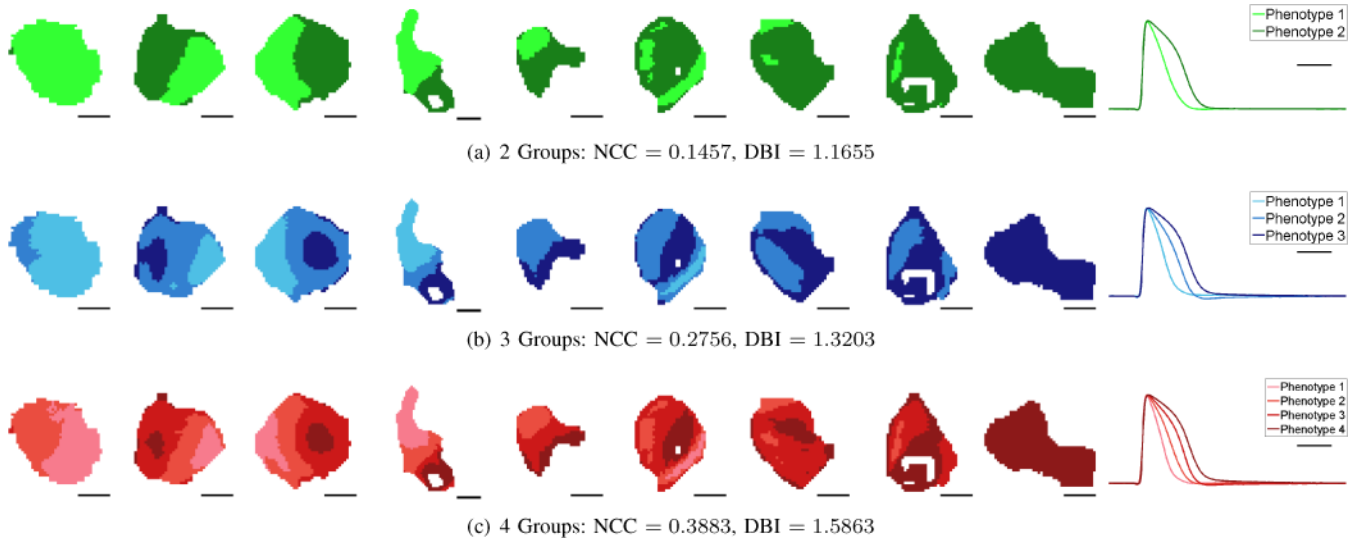 Phenotype 1
Phenotype 2
(a) 2 Groups: NCC = 0.1457, DBI = 1.1655
Phenotype 1
Phenotype 2
Phenotype 3
(b) 3 Groups: NCC = 0.2756, DBI = 1.3203
Phenotype 1
Phenotype 2
Phenotype 3
Phenotype 4
(c) 4 Groups: NCC = 0.3883, DBI = 1.5863